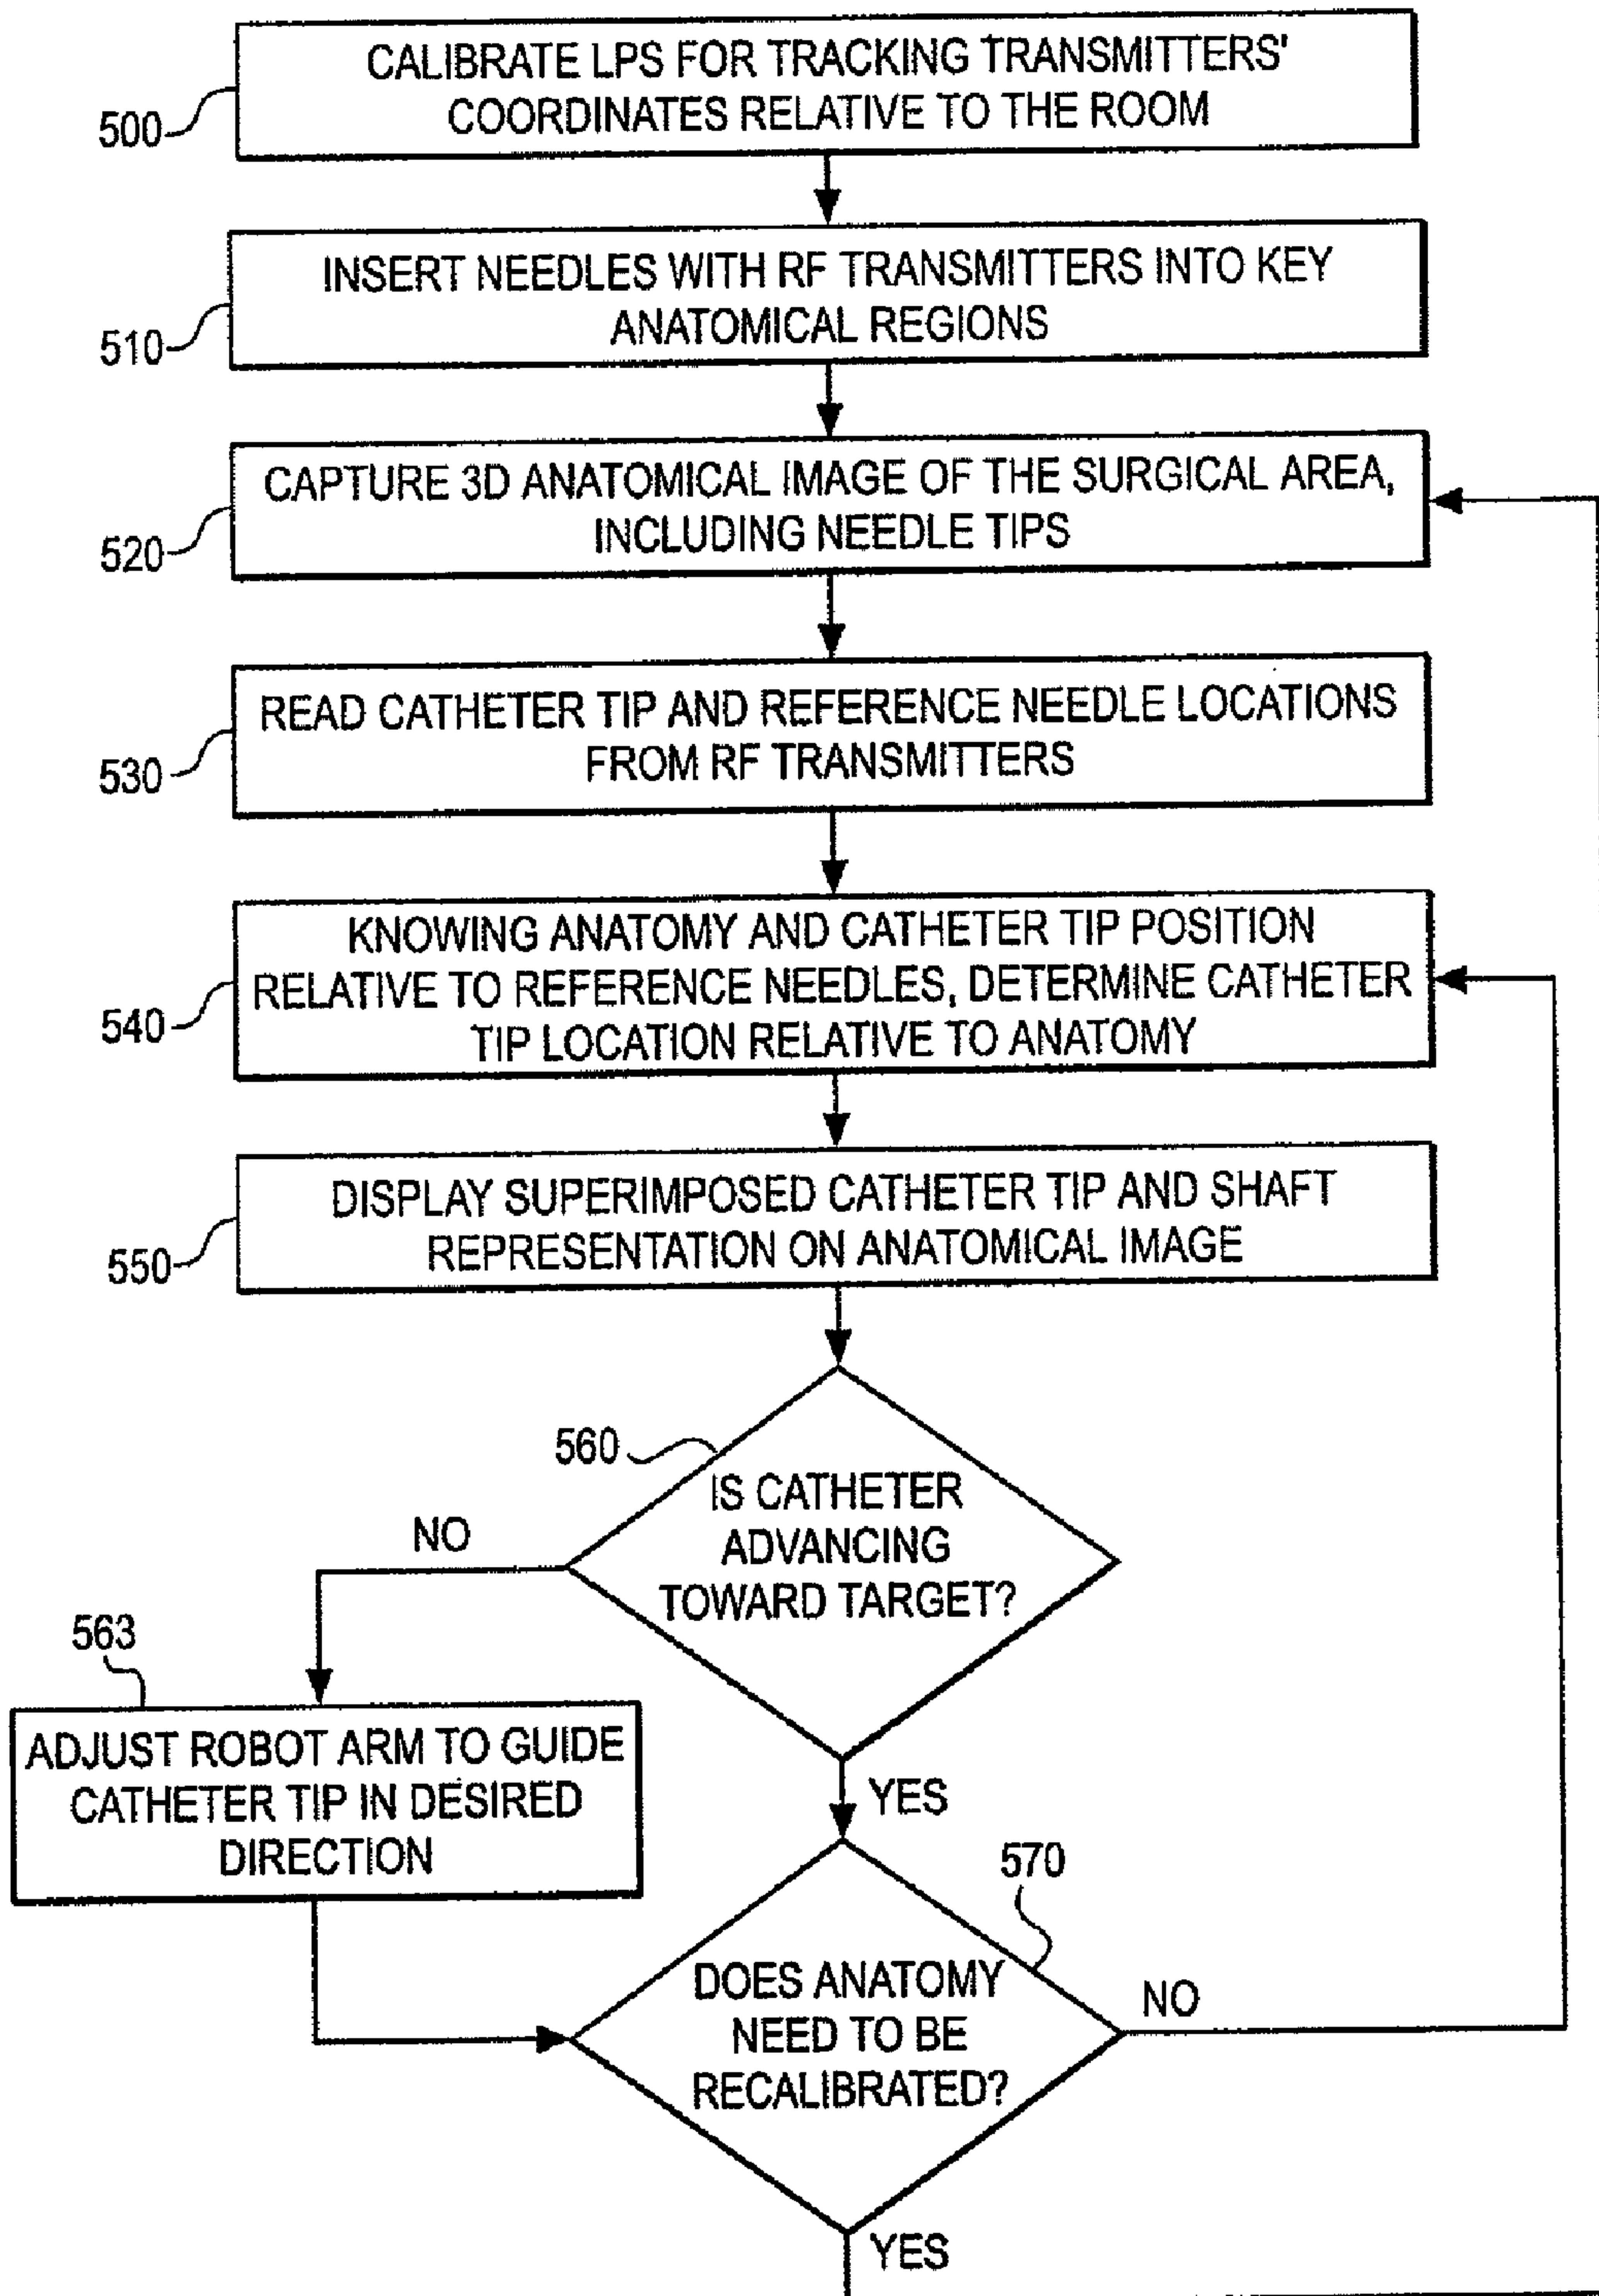 CALIBRATE LPS FOR TRACKING TRANSMITTERS'
COORDINATES RELATIVE TO THE ROOM
500
INSERT NEEDLES WITH RF TRANSMITTERS INTO KEY
ANATOMICAL REGIONS
510
CAPTURE 3D ANATOMICAL IMAGE OF THE SURGICAL AREA,
INCLUDING NEEDLE TIPS
520
READ CATHETER TIP AND REFERENCE NEEDLE LOCATIONS
FROM RF TRANSMITTERS
530
KNOWING ANATOMY AND CATHETER TIP POSITION
RELATIVE TO REFERENCE NEEDLES, DETERMINE CATHETER
TIP LOCATION RELATIVE TO ANATOMY
540
DISPLAY SUPERIMPOSED CATHETER TIP AND SHAFT
REPRESENTATION ON ANATOMICAL IMAGE
550
560
IS CATHETER
ADVANCING
TOWARD TARGET?
NO
563
ADJUST ROBOT ARM TO GUIDE
CATHETER TIP IN DESIRED
DIRECTION
YES
570
DOES ANATOMY
NEED TO BE
RECALIBRATED?
NO
YES